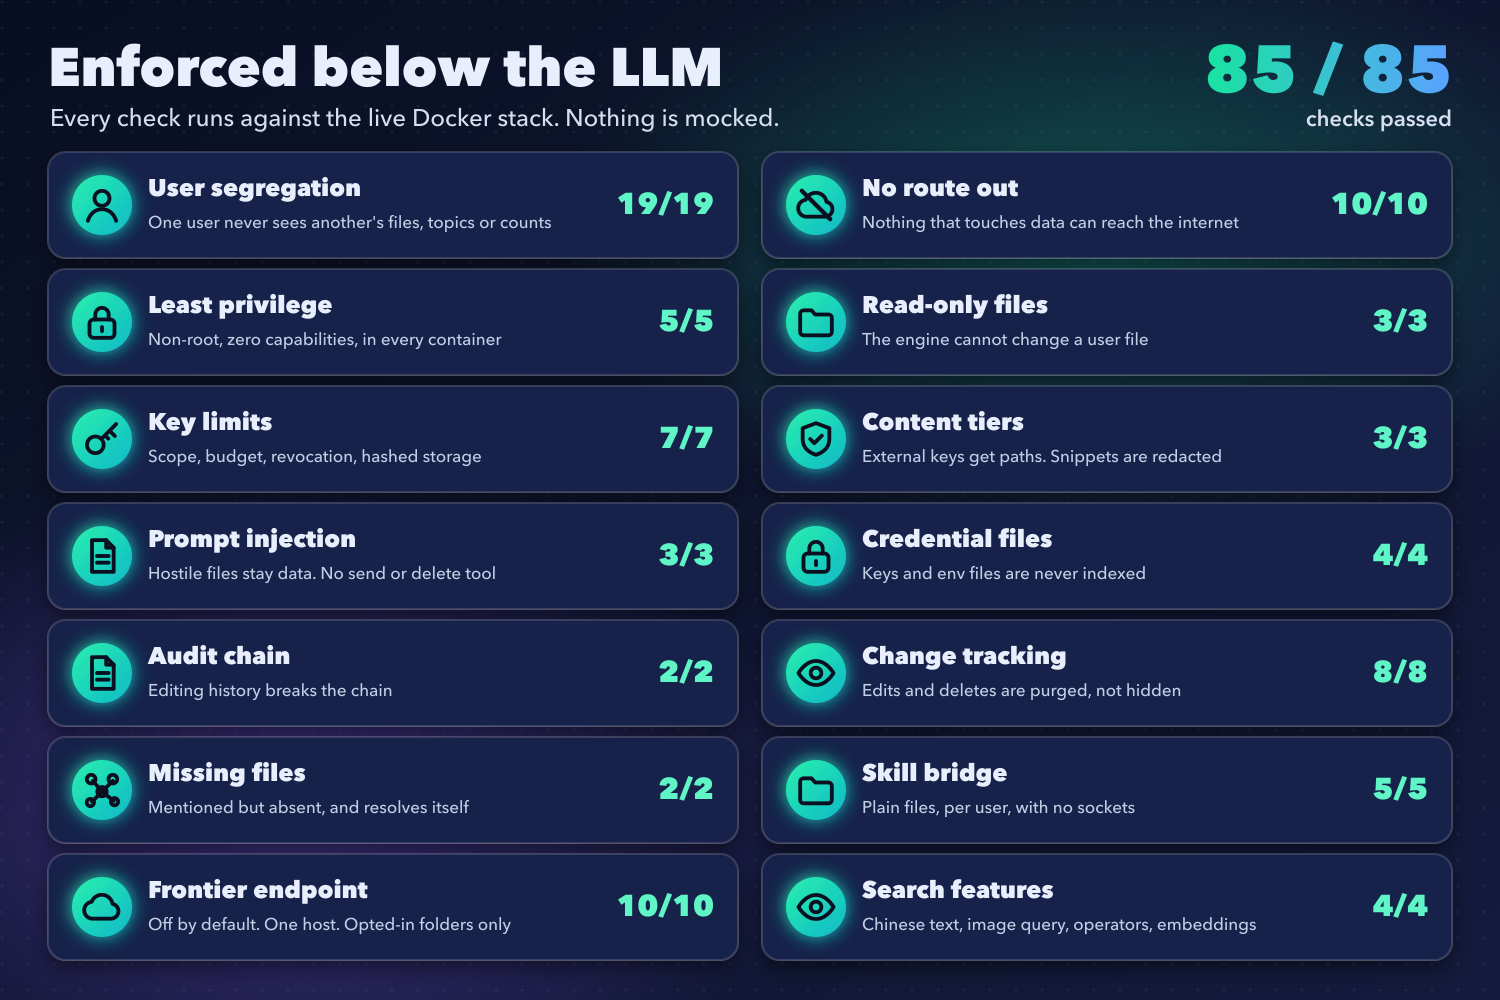 Enforced below the LLM
Every check runs against the live Docker stack. Nothing is mocked.
85 / 85
checks passed
User segregation
One user never sees another's files, topics or counts
19/19
No route out
Nothing that touches data can reach the internet
10/10
Least privilege
Non-root, zero capabilities, in every container
5/5
Read-only files
The engine cannot change a user file
3/3
Key limits
Scope, budget, revocation, hashed storage
7/7
Content tiers
External keys get paths. Snippets are redacted
3/3
Prompt injection
Hostile files stay data. No send or delete tool
3/3
Credential files
Keys and env files are never indexed
4/4
Audit chain
Editing history breaks the chain
2/2
Change tracking
Edits and deletes are purged, not hidden
8/8
Missing files
Mentioned but absent, and resolves itself
2/2
Skill bridge
Plain files, per user, with no sockets
5/5
Frontier endpoint
Off by default. One host. Opted-in folders only
10/10
Search features
Chinese text, image query, operators, embeddings
4/4